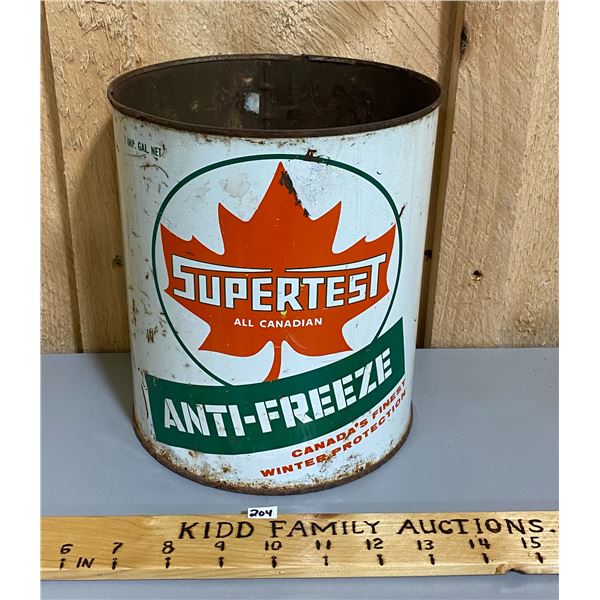 IMP. GAL. NET
SUPERTEST
ALL CANADIAN
ANTI-FREEZE
CANADA'S FINEST
WINTER PROTECTION
204
KIDD FAMILY AUCTIONS.
6 IN 7 8 9 10 11 12 13 14 15